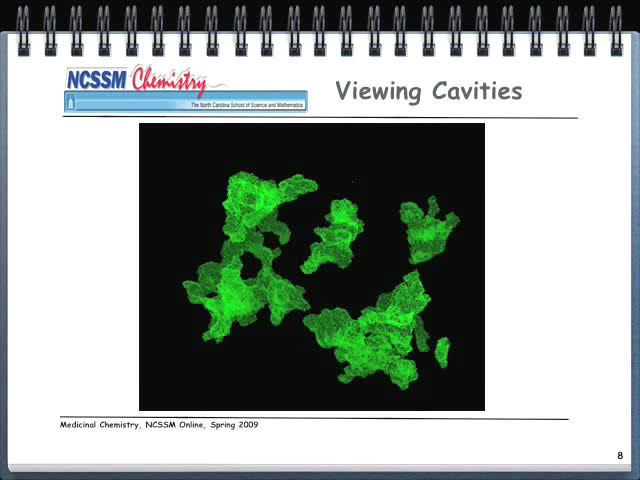 NCSSM Chemistry
The North Carolina School of Science and Mathematics
Viewing Cavities
Medicinal Chemistry, NCSSM Online, Spring 2009
8